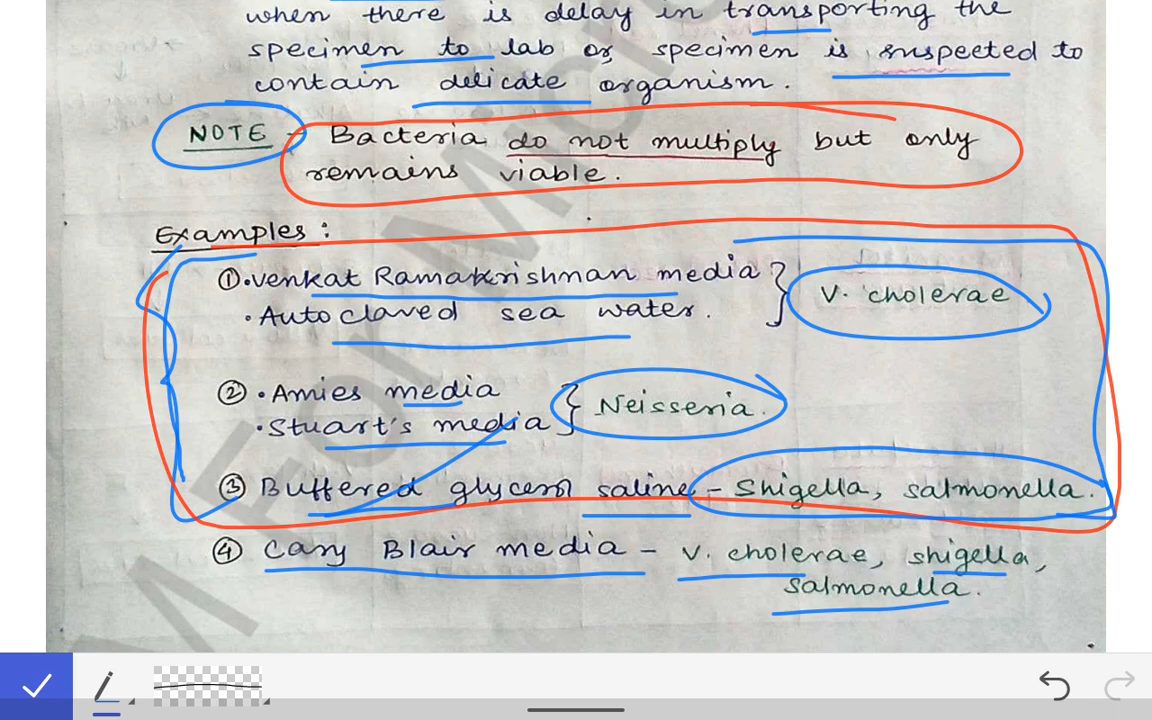 when there is delay in transporting the
specimen to lab or specimen is suspected to
contain delicate organism.
NOTE - Bacteria do not multiply but only
remains viable.
Examples :
① • Venkat Ramakrishnan media } V. cholerae
• Autoclaved sea water.
② • Amies media } Neisseria.
• Stuart's media
③ Buffered glycerol saline - Shigella, salmonella.
④ Cary Blair media - V. cholerae, shigella,
salmonella.